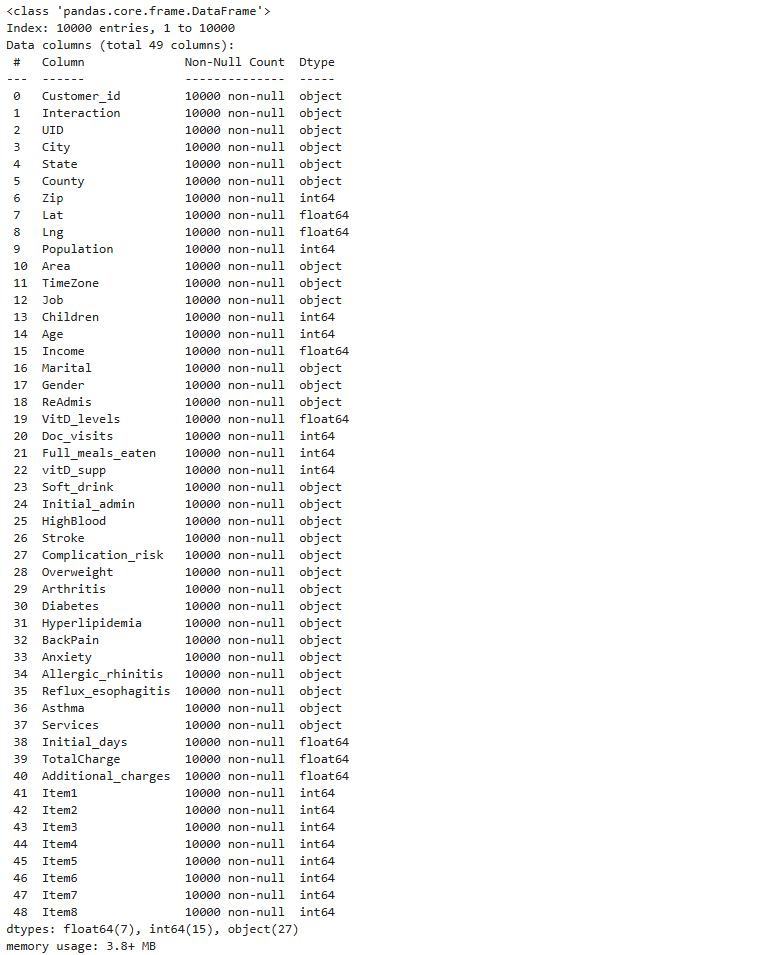 <class 'pandas.core.frame.DataFrame'>
Index: 10000 entries, 1 to 10000
Data columns (total 49 columns):
 #   Column              Non-Null Count  Dtype
---  ------              --------------  -----
 0   Customer_id         10000 non-null  object
 1   Interaction         10000 non-null  object
 2   UID                 10000 non-null  object
 3   City                10000 non-null  object
 4   State               10000 non-null  object
 5   County              10000 non-null  object
 6   Zip                 10000 non-null  int64
 7   Lat                 10000 non-null  float64
 8   Lng                 10000 non-null  float64
 9   Population          10000 non-null  int64
 10  Area                10000 non-null  object
 11  TimeZone            10000 non-null  object
 12  Job                 10000 non-null  object
 13  Children            10000 non-null  int64
 14  Age                 10000 non-null  int64
 15  Income              10000 non-null  float64
 16  Marital             10000 non-null  object
 17  Gender              10000 non-null  object
 18  ReAdmis             10000 non-null  object
 19  VitD_levels         10000 non-null  float64
 20  Doc_visits          10000 non-null  int64
 21  Full_meals_eaten    10000 non-null  int64
 22  vitD_supp           10000 non-null  int64
 23  Soft_drink          10000 non-null  object
 24  Initial_admin       10000 non-null  object
 25  HighBlood           10000 non-null  object
 26  Stroke              10000 non-null  object
 27  Complication_risk   10000 non-null  object
 28  Overweight          10000 non-null  object
 29  Arthritis           10000 non-null  object
 30  Diabetes            10000 non-null  object
 31  Hyperlipidemia      10000 non-null  object
 32  BackPain            10000 non-null  object
 33  Anxiety             10000 non-null  object
 34  Allergic_rhinitis   10000 non-null  object
 35  Reflux_esophagitis  10000 non-null  object
 36  Asthma              10000 non-null  object
 37  Services            10000 non-null  object
 38  Initial_days        10000 non-null  float64
 39  TotalCharge         10000 non-null  float64
 40  Additional_charges  10000 non-null  float64
 41  Item1               10000 non-null  int64
 42  Item2               10000 non-null  int64
 43  Item3               10000 non-null  int64
 44  Item4               10000 non-null  int64
 45  Item5               10000 non-null  int64
 46  Item6               10000 non-null  int64
 47  Item7               10000 non-null  int64
 48  Item8               10000 non-null  int64
dtypes: float64(7), int64(15), object(27)
memory usage: 3.8+ MB